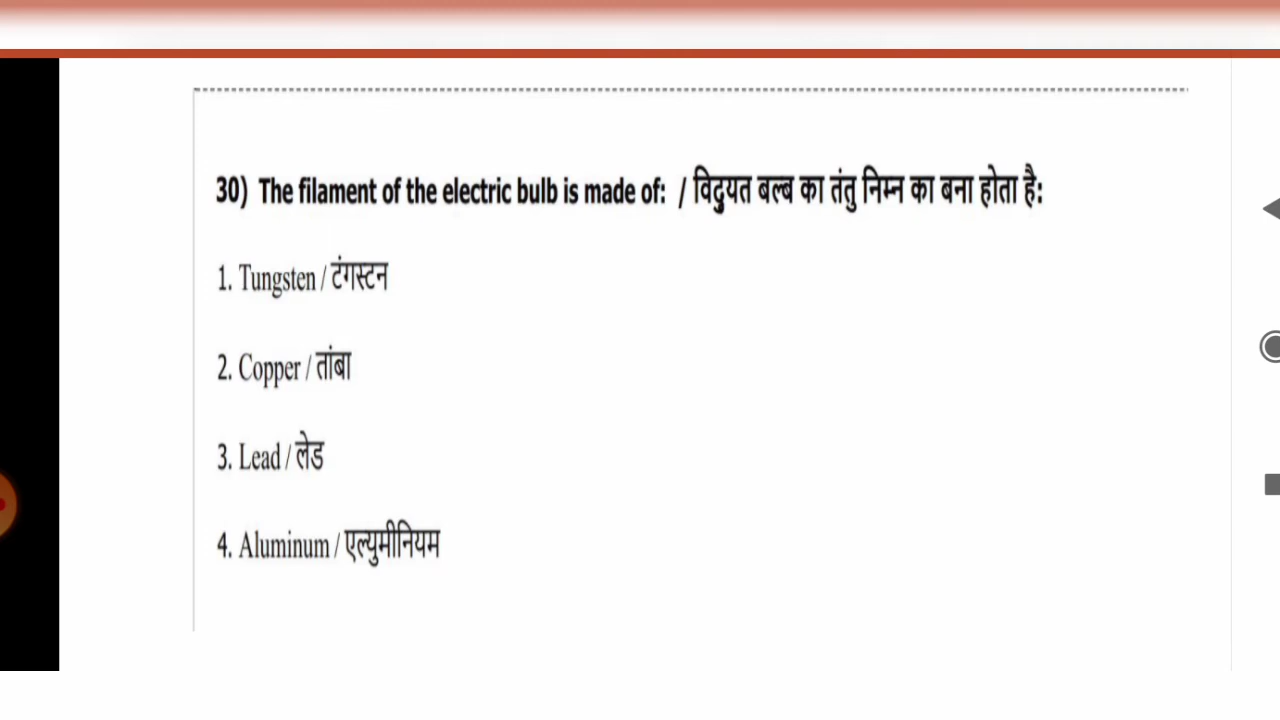 30) The filament of the electric bulb is made of: / विद्युयत बल्ब का तंतु निम्न का बना होता है:
1. Tungsten / टंगस्टन
2. Copper / तांबा
3. Lead / लेड
4. Aluminum / एल्युमीनियम